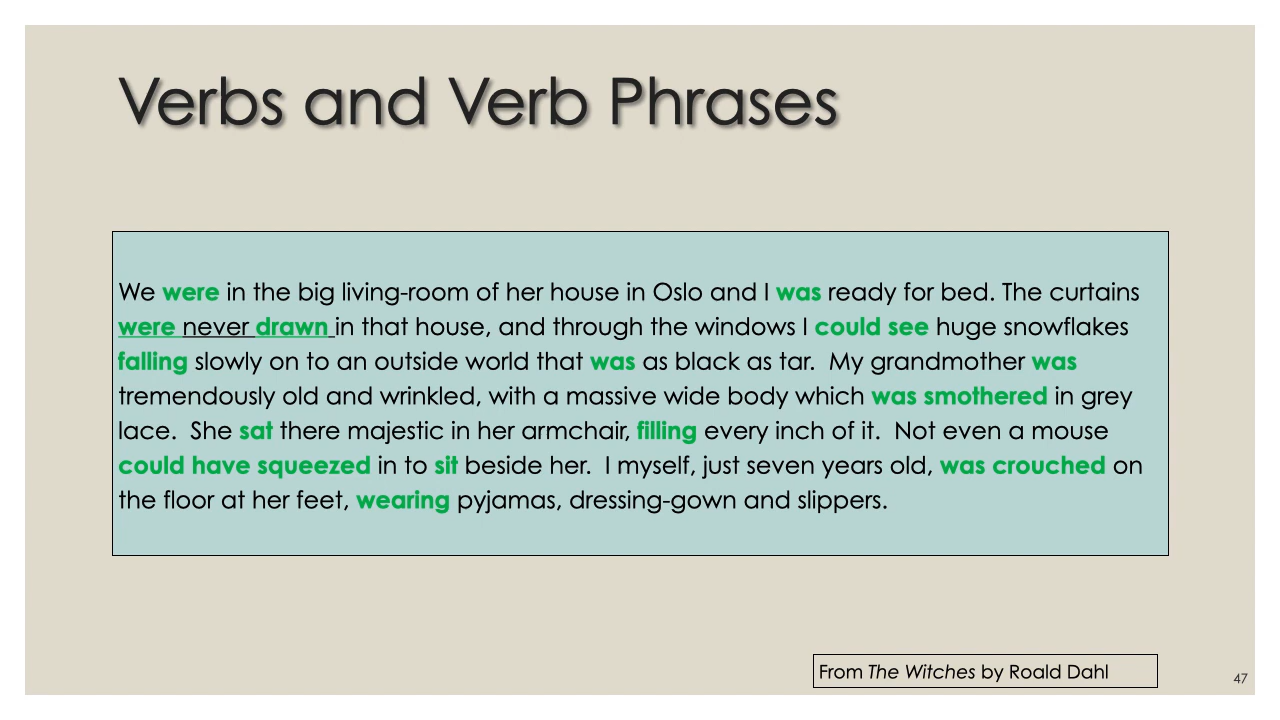 Verbs and Verb Phrases
We were in the big living-room of her house in Oslo and I was ready for bed. The curtains
were never drawn in that house, and through the windows I could see huge snowflakes
falling slowly on to an outside world that was as black as tar.  My grandmother was
tremendously old and wrinkled, with a massive wide body which was smothered in grey
lace.  She sat there majestic in her armchair, filling every inch of it.  Not even a mouse
could have squeezed in to sit beside her.  I myself, just seven years old, was crouched on
the floor at her feet, wearing pyjamas, dressing-gown and slippers.
From The Witches by Roald Dahl
47